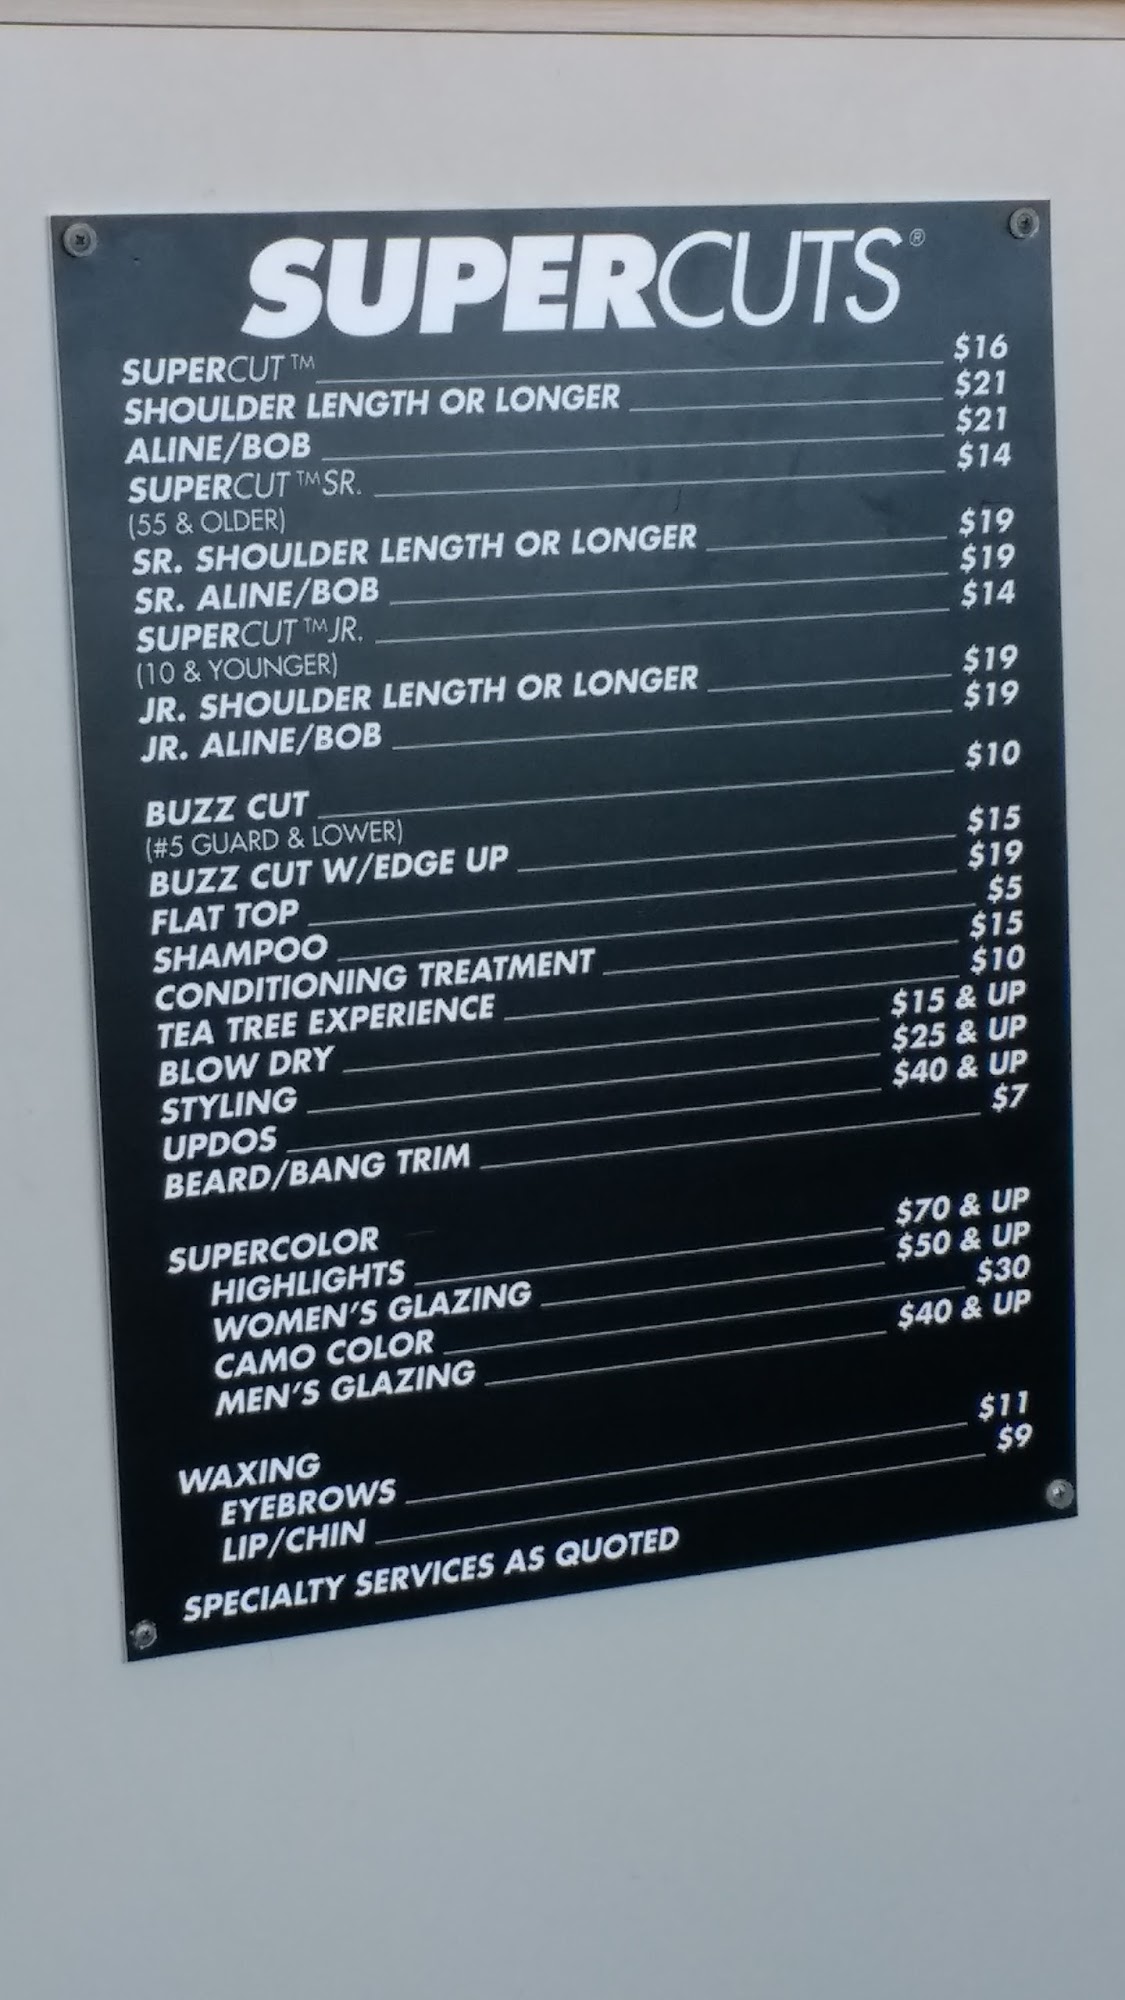 SUPERCUTS®
SUPERCUT™ $16
SHOULDER LENGTH OR LONGER $21
ALINE/BOB $21
SUPERCUT™ SR. $14
(55 & OLDER)
SR. SHOULDER LENGTH OR LONGER $19
SR. ALINE/BOB $19
SUPERCUT™ JR. $14
(10 & YOUNGER)
JR. SHOULDER LENGTH OR LONGER $19
JR. ALINE/BOB $19
BUZZ CUT $10
(#5 GUARD & LOWER)
BUZZ CUT W/EDGE UP $15
FLAT TOP $19
SHAMPOO $5
CONDITIONING TREATMENT $15
TEA TREE EXPERIENCE $10
BLOW DRY $15 & UP
STYLING $25 & UP
UPDOS $40 & UP
BEARD/BANG TRIM $7
SUPERCOLOR
HIGHLIGHTS $70 & UP
WOMEN'S GLAZING $50 & UP
CAMO COLOR $30
MEN'S GLAZING $40 & UP
WAXING
EYEBROWS $11
LIP/CHIN $9
SPECIALTY SERVICES AS QUOTED